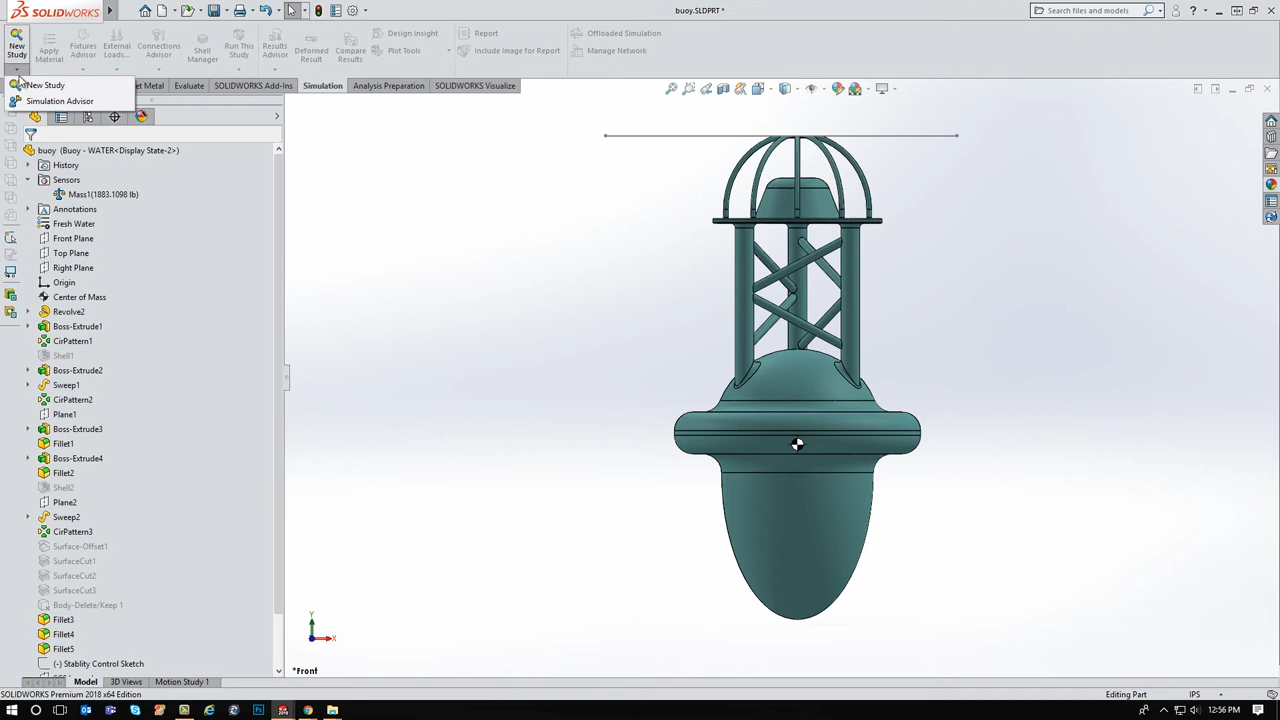 SOLIDWORKS
buoy.SLDPRT *
Search files and models
New Study
Apply Material
Fixtures Advisor
External Loads...
Connections Advisor
Shell Manager
Run This Study
Results Advisor
Deformed Result
Compare Results
Design Insight
Plot Tools
Report
Include Image for Report
Offloaded Simulation
Manage Network
New Study
Simulation Advisor
et Metal
Evaluate
SOLIDWORKS Add-Ins
Simulation
Analysis Preparation
SOLIDWORKS Visualize
buoy (Buoy - WATER<Display State-2>)
History
Sensors
Mass1(1883.1098 lb)
Annotations
Fresh Water
Front Plane
Top Plane
Right Plane
Origin
Center of Mass
Revolve2
Boss-Extrude1
CirPattern1
Shell1
Boss-Extrude2
Sweep1
CirPattern2
Plane1
Boss-Extrude3
Fillet1
Boss-Extrude4
Fillet2
Shell2
Plane2
Sweep2
CirPattern3
Surface-Offset1
SurfaceCut1
SurfaceCut2
SurfaceCut3
Body-Delete/Keep 1
Fillet3
Fillet4
Fillet5
(-) Stablity Control Sketch
Y
X
*Front
Model
3D Views
Motion Study 1
SOLIDWORKS Premium 2018 x64 Edition
Editing Part
IPS
12:56 PM